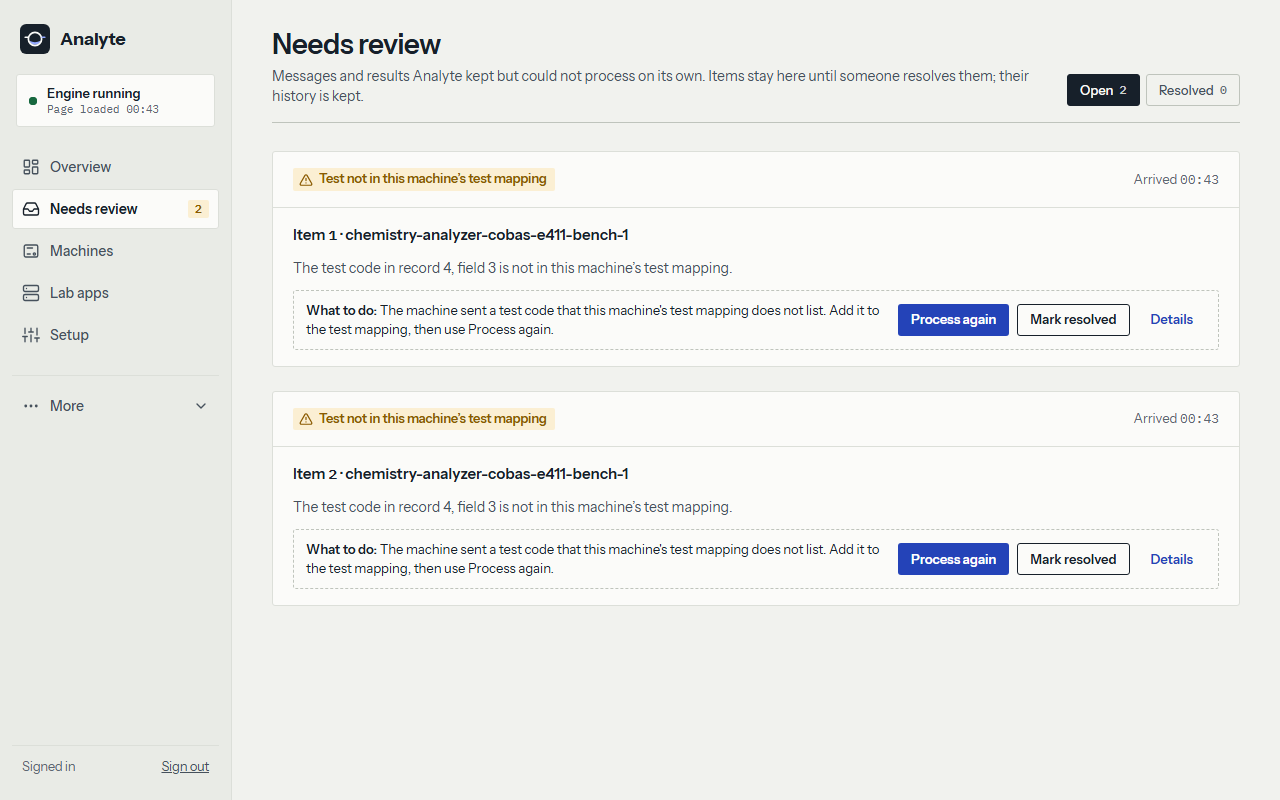 Analyte
Engine running
Page loaded 00:43
Overview
Needs review 2
Machines
Lab apps
Setup
More
Signed in Sign out
Needs review
Messages and results Analyte kept but could not process on its own. Items stay here until someone resolves them; their
history is kept.
Open 2 Resolved 0
Test not in this machine's test mapping Arrived 00:43
Item 1 · chemistry-analyzer-cobas-e411-bench-1
The test code in record 4, field 3 is not in this machine's test mapping.
What to do: The machine sent a test code that this machine's test mapping does not list. Add it to
the test mapping, then use Process again.
Process again Mark resolved Details
Test not in this machine's test mapping Arrived 00:43
Item 2 · chemistry-analyzer-cobas-e411-bench-1
The test code in record 4, field 3 is not in this machine's test mapping.
What to do: The machine sent a test code that this machine's test mapping does not list. Add it to
the test mapping, then use Process again.
Process again Mark resolved Details